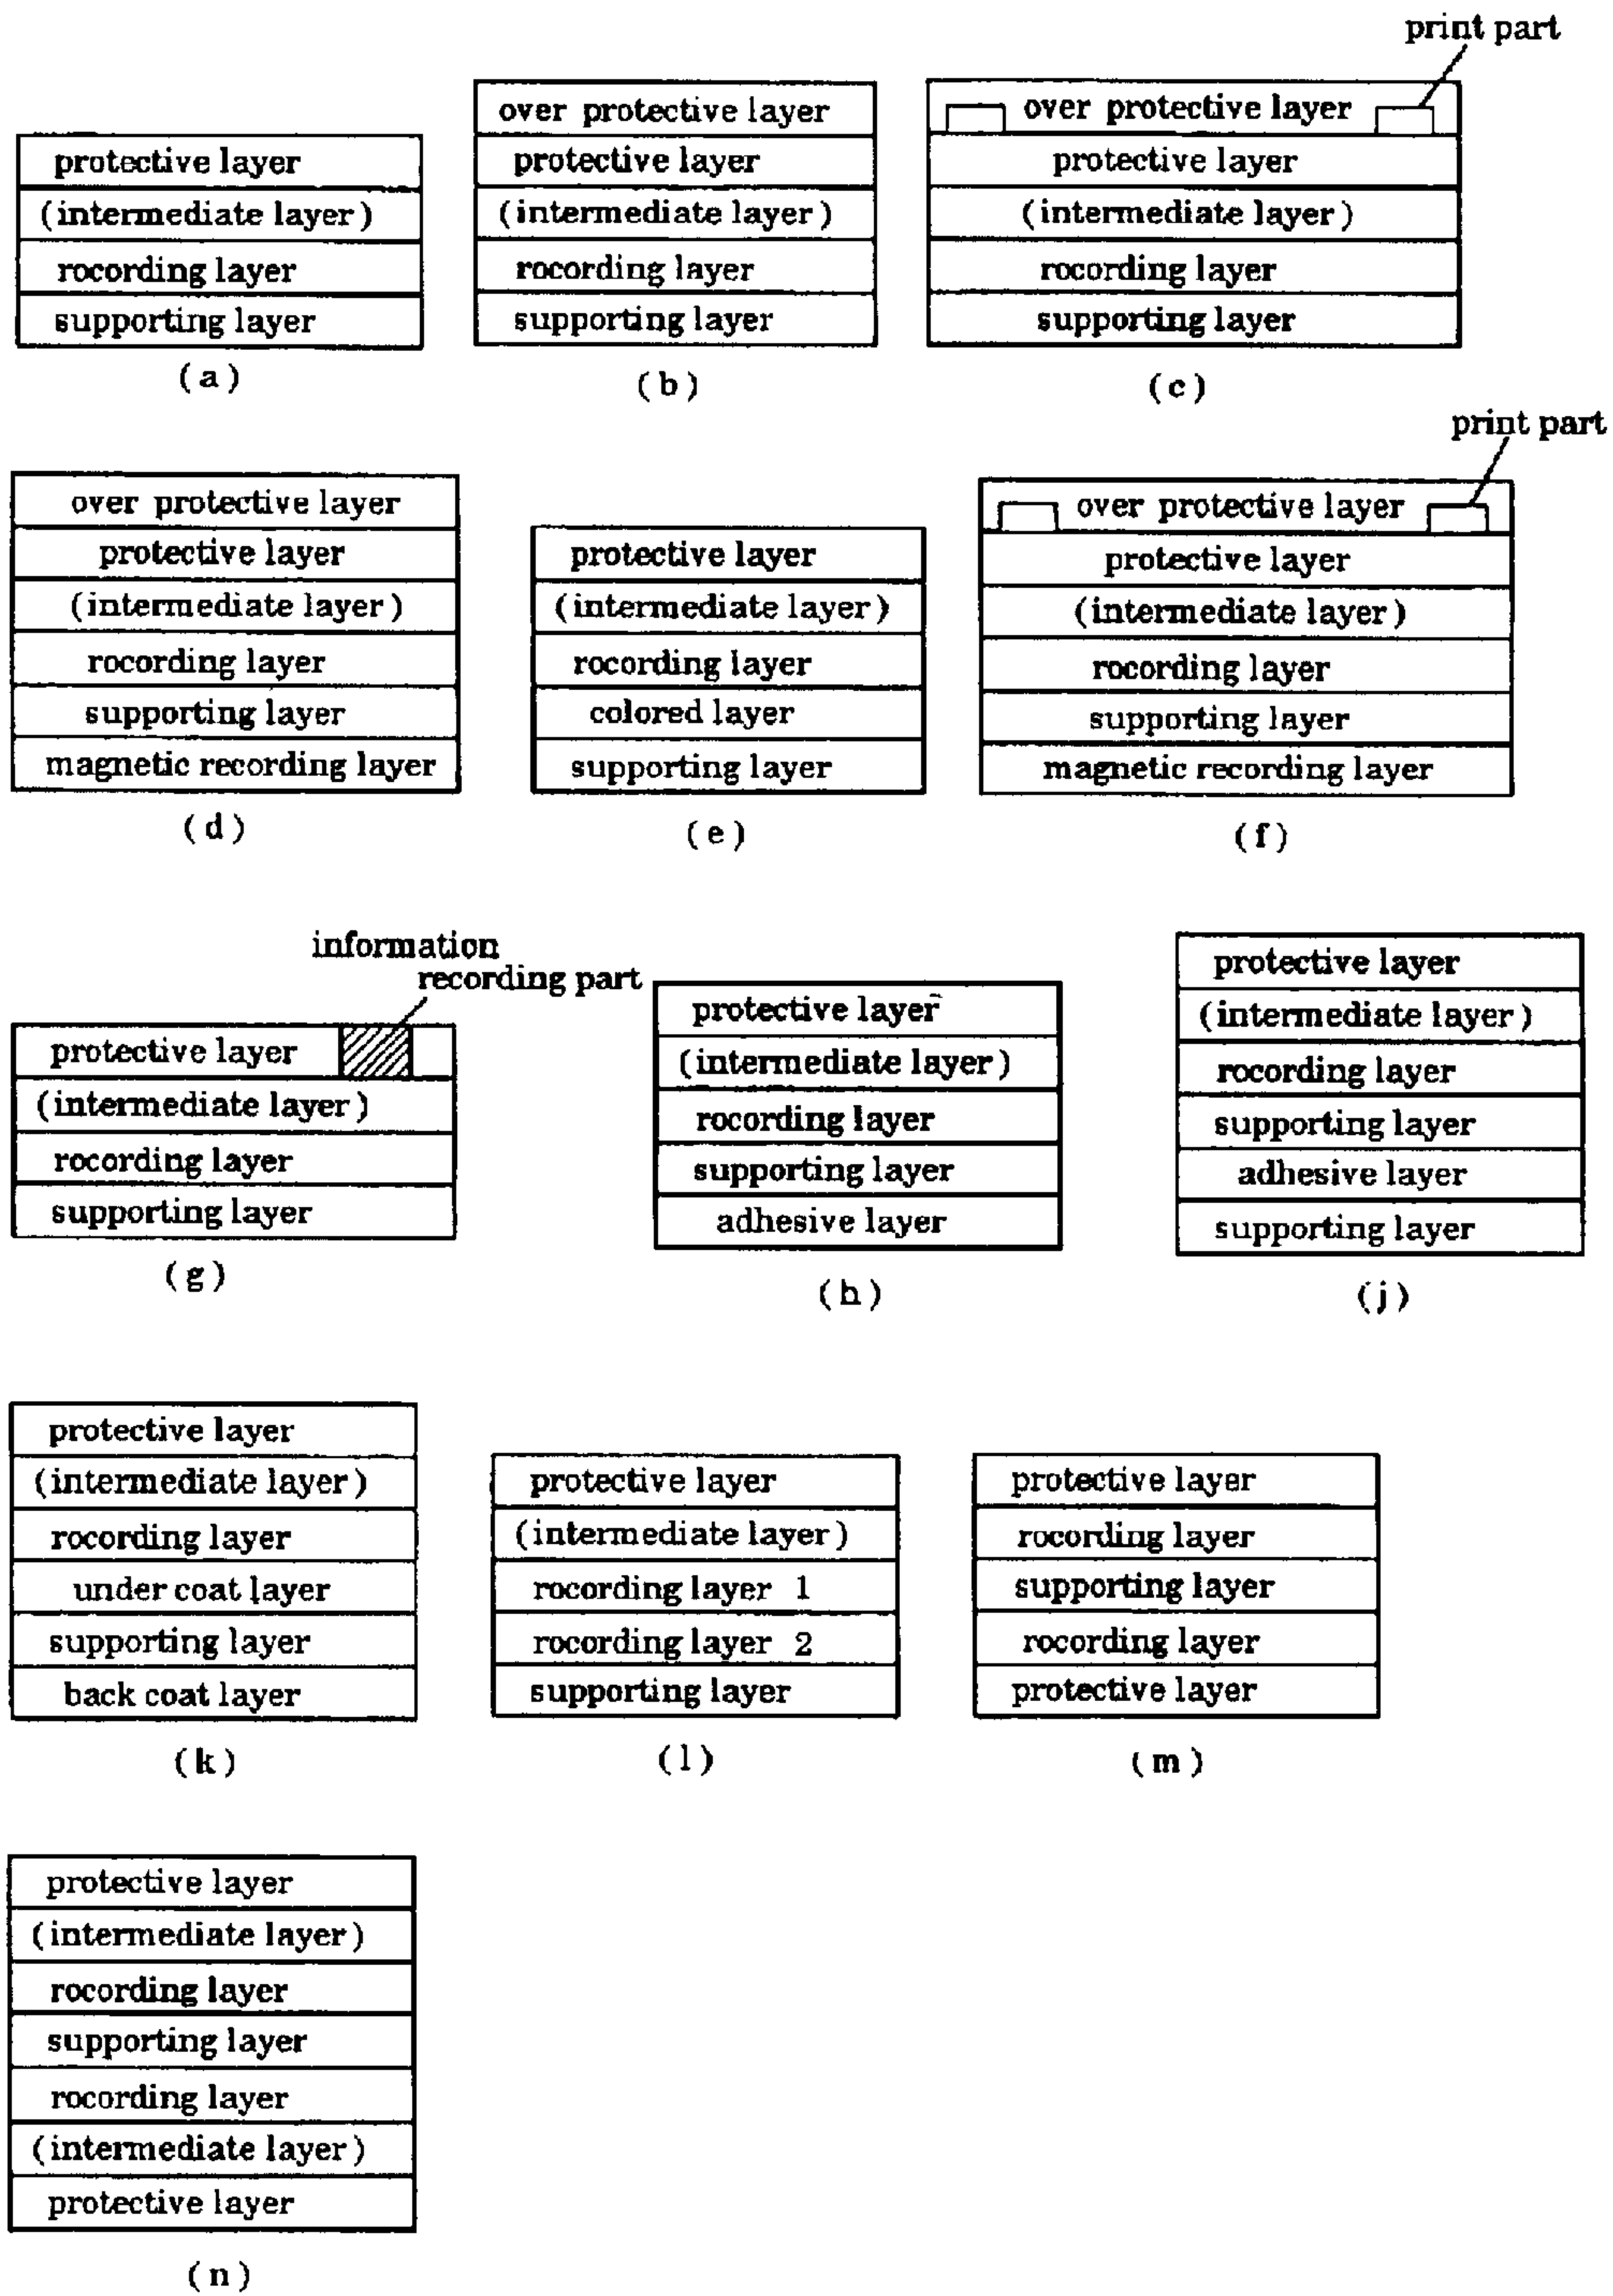 protective layer
(intermediate layer)
rocording layer
supporting layer
(a)
over protective layer
protective layer
(intermediate layer)
rocording layer
supporting layer
(b)
print part
over protective layer
protective layer
(intermediate layer)
rocording layer
supporting layer
(c)
over protective layer
protective layer
(intermediate layer)
rocording layer
supporting layer
magnetic recording layer
(d)
protective layer
(intermediate layer)
rocording layer
colored layer
supporting layer
(e)
print part
over protective layer
protective layer
(intermediate layer)
rocording layer
supporting layer
magnetic recording layer
(f)
information
recording part
protective layer
(intermediate layer)
rocording layer
supporting layer
(g)
protective layer
(intermediate layer)
rocording layer
supporting layer
adhesive layer
(h)
protective layer
(intermediate layer)
rocording layer
supporting layer
adhesive layer
supporting layer
(j)
protective layer
(intermediate layer)
rocording layer
under coat layer
supporting layer
back coat layer
(k)
protective layer
(intermediate layer)
rocording layer 1
rocording layer 2
supporting layer
(l)
protective layer
rocording layer
supporting layer
rocording layer
protective layer
(m)
protective layer
(intermediate layer)
rocording layer
supporting layer
rocording layer
(intermediate layer)
protective layer
(n)